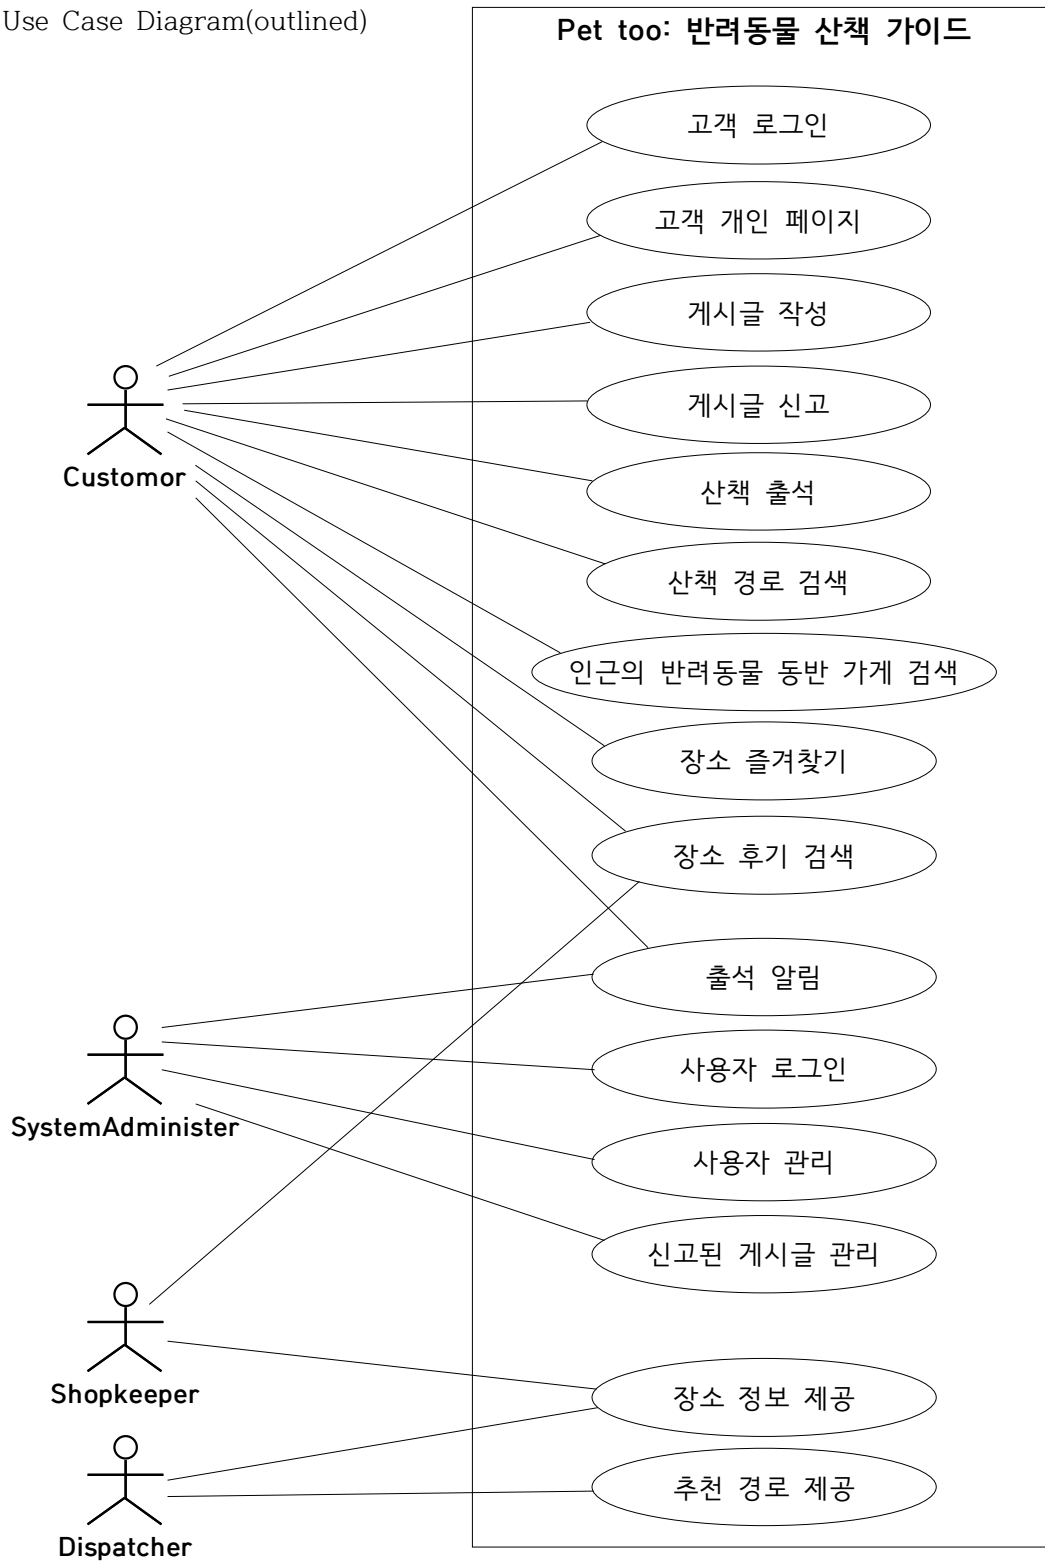 Use Case Diagram(outlined)
Pet too: 반려동물 산책 가이드
고객 로그인
고객 개인 페이지
게시글 작성
게시글 신고
Customor
산책 출석
산책 경로 검색
인근의 반려동물 동반 가게 검색
장소 즐겨찾기
장소 후기 검색
출석 알림
사용자 로그인
SystemAdminister
사용자 관리
신고된 게시글 관리
Shopkeeper
장소 정보 제공
추천 경로 제공
Dispatcher